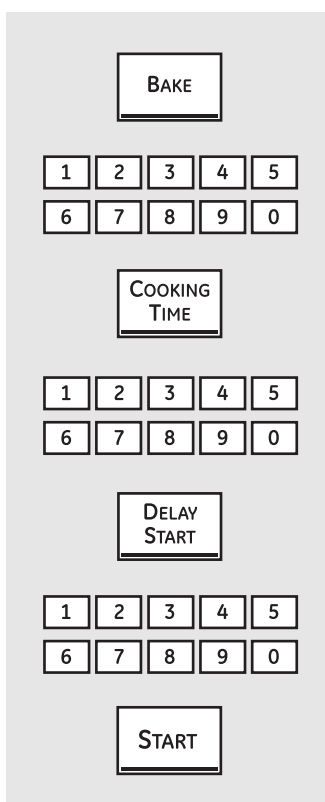 BAKE
1 2 3 4 5
6 7 8 9 0
COOKING
TIME
1 2 3 4 5
6 7 8 9 0
DELAY
START
1 2 3 4 5
6 7 8 9 0
START